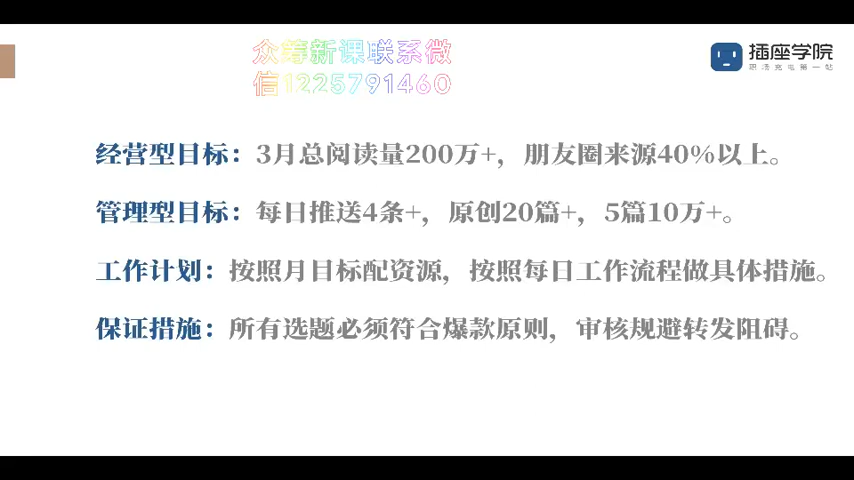 众筹新课联系微
信1225791460
插座学院
职场充电第一站
经营型目标：3月总阅读量200万+，朋友圈来源40%以上。
管理型目标：每日推送4条+，原创20篇+，5篇10万+。
工作计划：按照月目标配资源，按照每日工作流程做具体措施。
保证措施：所有选题必须符合爆款原则，审核规避转发阻碍。